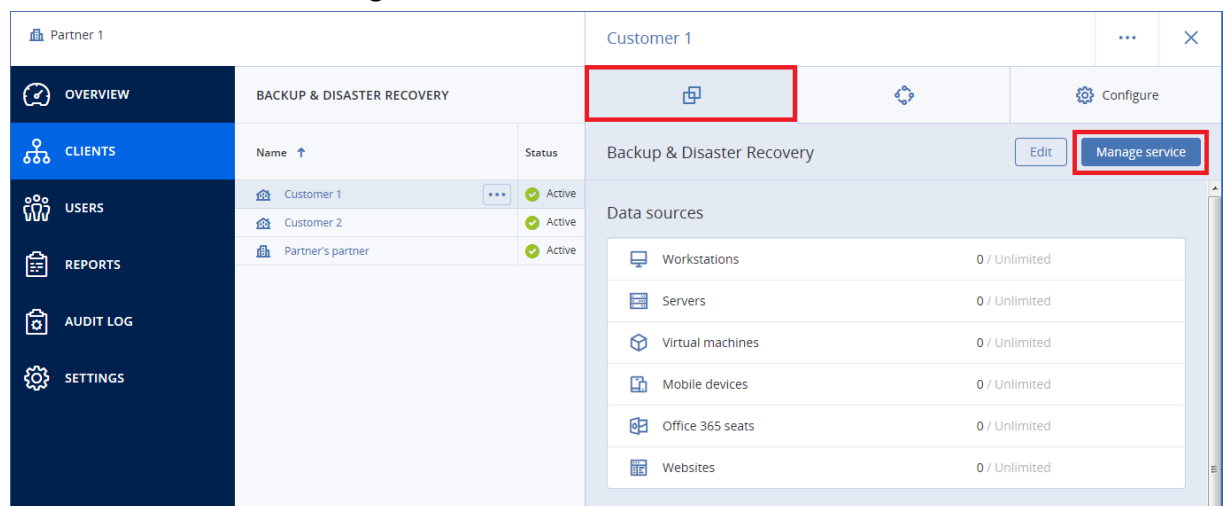 Partner 1
Customer 1
OVERVIEW
CLIENTS
USERS
REPORTS
AUDIT LOG
SETTINGS
BACKUP & DISASTER RECOVERY
Name Status
Customer 1 Active
Customer 2 Active
Partner's partner Active
Configure
Backup & Disaster Recovery Edit Manage service
Data sources
Workstations 0 / Unlimited
Servers 0 / Unlimited
Virtual machines 0 / Unlimited
Mobile devices 0 / Unlimited
Office 365 seats 0 / Unlimited
Websites 0 / Unlimited